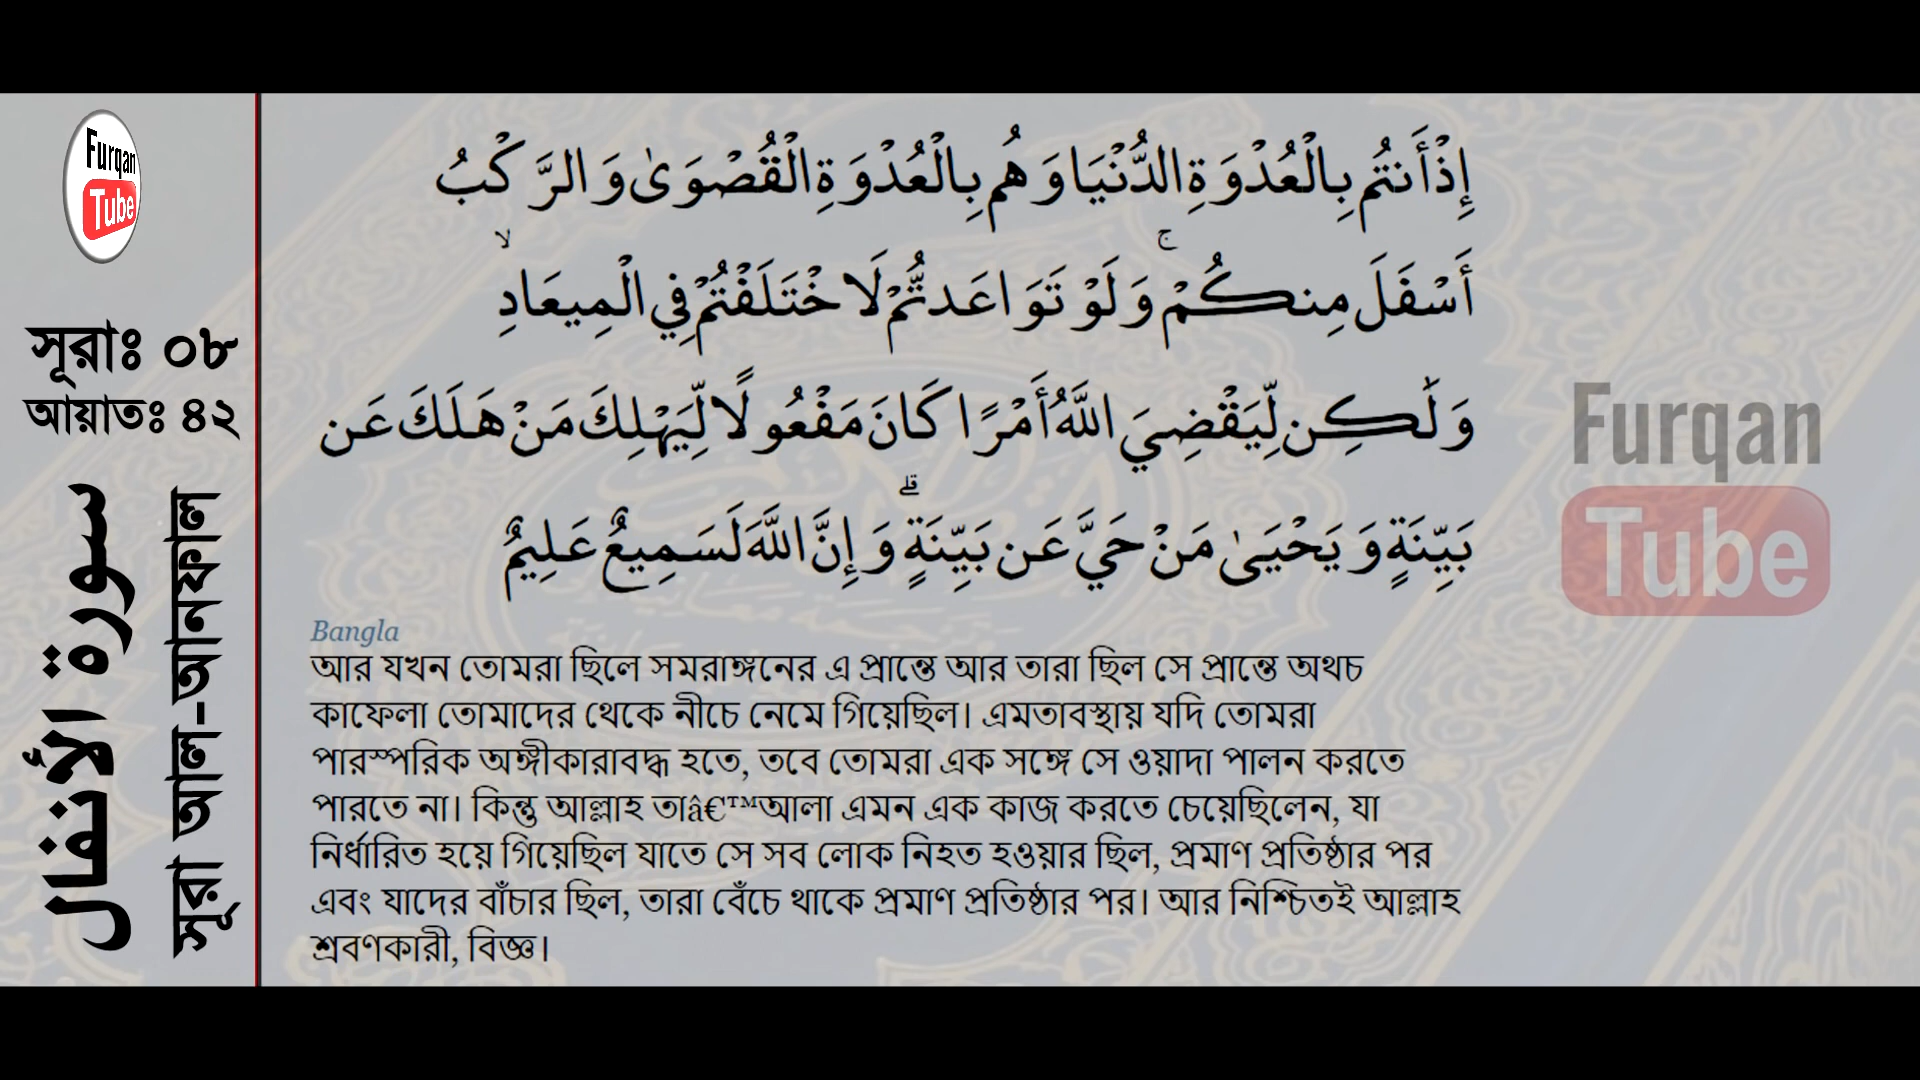 Furqan
Tube
সূরাঃ ০৮
আয়াতঃ ৪২
سورة الأنفال
সূরা আল-আনফাল
إِذْ أَنتُم بِالْعُدْوَةِ الدُّنْيَا وَهُم بِالْعُدْوَةِ الْقُصْوَىٰ وَالرَّكْبُ
أَسْفَلَ مِنكُمْ ۚ وَلَوْ تَوَاعَدتُّمْ لَاخْتَلَفْتُمْ فِي الْمِيعَادِ ۙ
وَلَٰكِن لِّيَقْضِيَ اللَّهُ أَمْرًا كَانَ مَفْعُولًا لِّيَهْلِكَ مَنْ هَلَكَ عَن
بَيِّنَةٍ وَيَحْيَىٰ مَنْ حَيَّ عَن بَيِّنَةٍ ۗ وَإِنَّ اللَّهَ لَسَمِيعٌ عَلِيمٌ
Bangla
আর যখন তোমরা ছিলে সমরাঙ্গনের এ প্রান্তে আর তারা ছিল সে প্রান্তে অথচ
কাফেলা তোমাদের থেকে নীচে নেমে গিয়েছিল। এমতাবস্থায় যদি তোমরা
পারস্পরিক অঙ্গীকারাবদ্ধ হতে, তবে তোমরা এক সঙ্গে সে ওয়াদা পালন করতে
পারতে না। কিন্তু আল্লাহ তাâ€™আলা এমন এক কাজ করতে চেয়েছিলেন, যা
নির্ধারিত হয়ে গিয়েছিল যাতে সে সব লোক নিহত হওয়ার ছিল, প্রমাণ প্রতিষ্ঠার পর
এবং যাদের বাঁচার ছিল, তারা বেঁচে থাকে প্রমাণ প্রতিষ্ঠার পর। আর নিশ্চিতই আল্লাহ
শ্রবণকারী, বিজ্ঞ।
Furqan
Tube